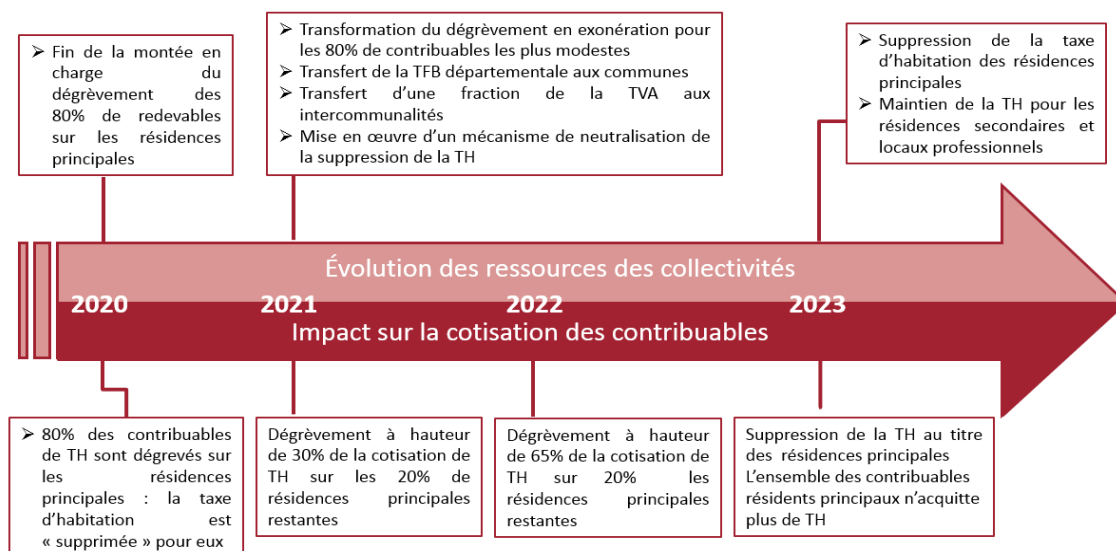 ➢ Fin de la montée en
charge du
dégrèvement des
80% de redevables
sur les résidences
principales
➢ Transformation du dégrèvement en exonération pour
les 80% de contribuables les plus modestes
➢ Transfert de la TFB départementale aux communes
➢ Transfert d'une fraction de la TVA aux
intercommunalités
➢ Mise en œuvre d'un mécanisme de neutralisation de
la suppression de la TH
➢ Suppression de la taxe
d'habitation des résidences
principales
➢ Maintien de la TH pour les
résidences secondaires et
locaux professionnels
Évolution des ressources des collectivités
2020 2021 2022 2023
Impact sur la cotisation des contribuables
➢ 80% des contribuables
de TH sont dégrevés sur
les résidences
principales : la taxe
d'habitation est
« supprimée » pour eux
Dégrèvement à hauteur
de 30% de la cotisation de
TH sur les 20% de
résidences principales
restantes
Dégrèvement à hauteur
de 65% de la cotisation de
TH sur 20% les
résidences principales
restantes
Suppression de la TH au titre
des résidences principales
L'ensemble des contribuables
résidents principaux n'acquitte
plus de TH